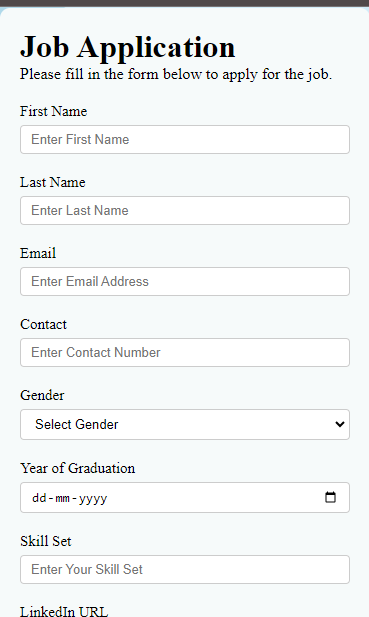 Job Application
Please fill in the form below to apply for the job.
First Name
Enter First Name
Last Name
Enter Last Name
Email
Enter Email Address
Contact
Enter Contact Number
Gender
Select Gender
Year of Graduation
dd-mm-yyyy
Skill Set
Enter Your Skill Set
LinkedIn URL